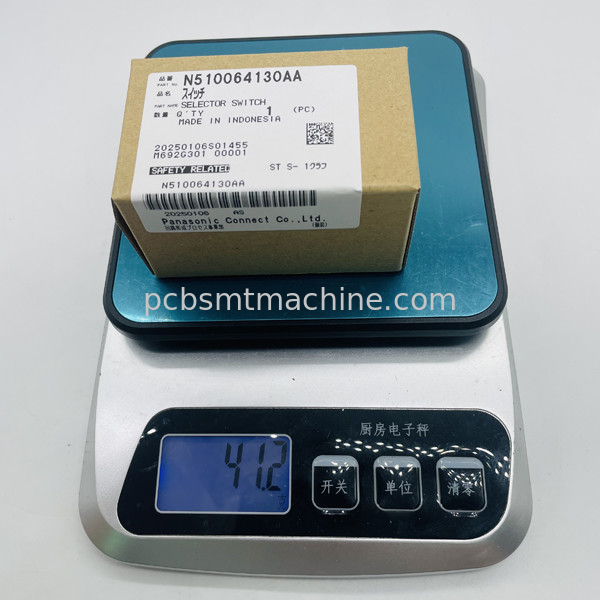 品番 PART No. N510064130AA
品名 スイッチ
PART NAME SELECTOR SWITCH
数量 Q'TY 1 (PC)
MADE IN INDONESIA
20250106S01455
M692G301 00001
SAFETY RELATED
ST S-
N510064130AA
20250106 AS
Panasonic Connect Co.,Ltd.
pcbsmtmachine.com
厨房电子秤
41.2
开关 单位 清零